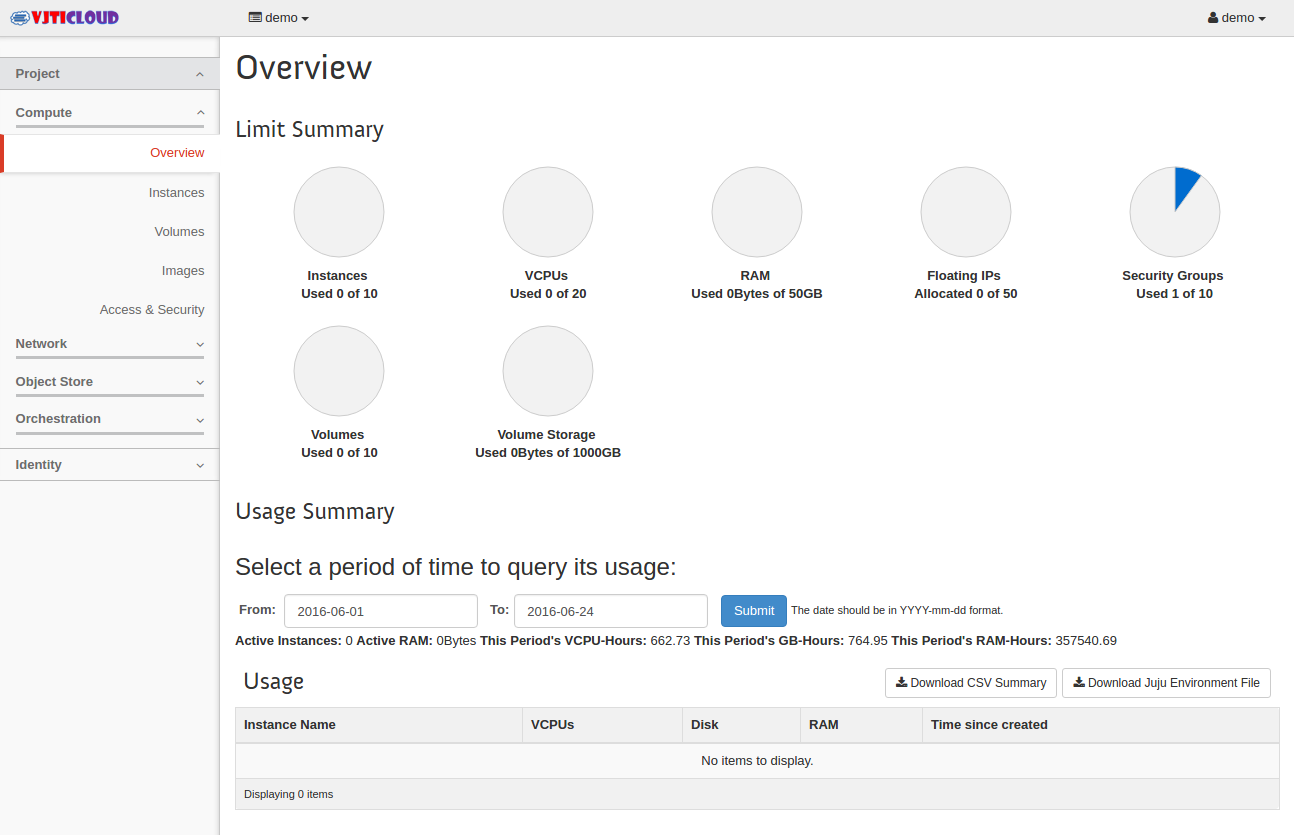 VJTICLOUD demo demo
Project
Compute
Overview
Instances
Volumes
Images
Access & Security
Network
Object Store
Orchestration
Identity
Overview
Limit Summary
Instances
Used 0 of 10
VCPUs
Used 0 of 20
RAM
Used 0Bytes of 50GB
Floating IPs
Allocated 0 of 50
Security Groups
Used 1 of 10
Volumes
Used 0 of 10
Volume Storage
Used 0Bytes of 1000GB
Usage Summary
Select a period of time to query its usage:
From: 2016-06-01 To: 2016-06-24 Submit The date should be in YYYY-mm-dd format.
Active Instances: 0 Active RAM: 0Bytes This Period's VCPU-Hours: 662.73 This Period's GB-Hours: 764.95 This Period's RAM-Hours: 357540.69
Usage Download CSV Summary Download Juju Environment File
Instance Name VCPUs Disk RAM Time since created
No items to display.
Displaying 0 items